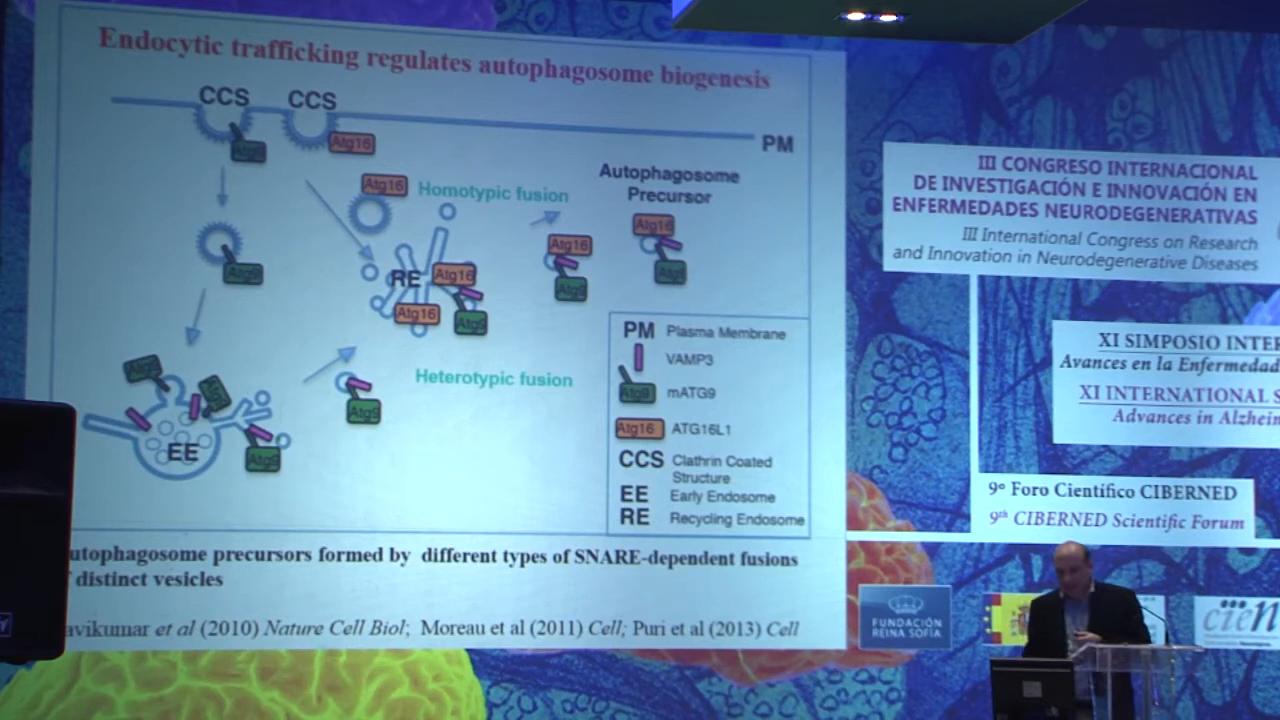 Endocytic trafficking regulates autophagosome biogenesis
CCS CCS
PM
Atg9
Atg16
Autophagosome
Precursor
Atg16
Homotypic fusion
Atg16
Atg9
Atg16
Atg9
RE
Atg16
Atg16
Atg9
Atg9
Heterotypic fusion
Atg9
Atg9
EE
Atg9
PM Plasma Membrane
VAMP3
Atg9 mATG9
Atg16 ATG16L1
CCS Clathrin Coated
Structure
EE Early Endosome
RE Recycling Endosome
utophagosome precursors formed by different types of SNARE-dependent fusions
distinct vesicles
avikumar et al (2010) Nature Cell Biol; Moreau et al (2011) Cell; Puri et al (2013) Cell
III CONGRESO INTERNACIONAL
DE INVESTIGACIÓN E INNOVACIÓN EN
ENFERMEDADES NEURODEGENERATIVAS
III International Congress on Research
and Innovation in Neurodegenerative Diseases
XI SIMPOSIO INTER
Avances en la Enfermedad
XI INTERNATIONAL S
Advances in Alzhein
9º Foro Científico CIBERNED
9th CIBERNED Scientific Forum
FUNDACIÓN
REINA SOFÍA
cien